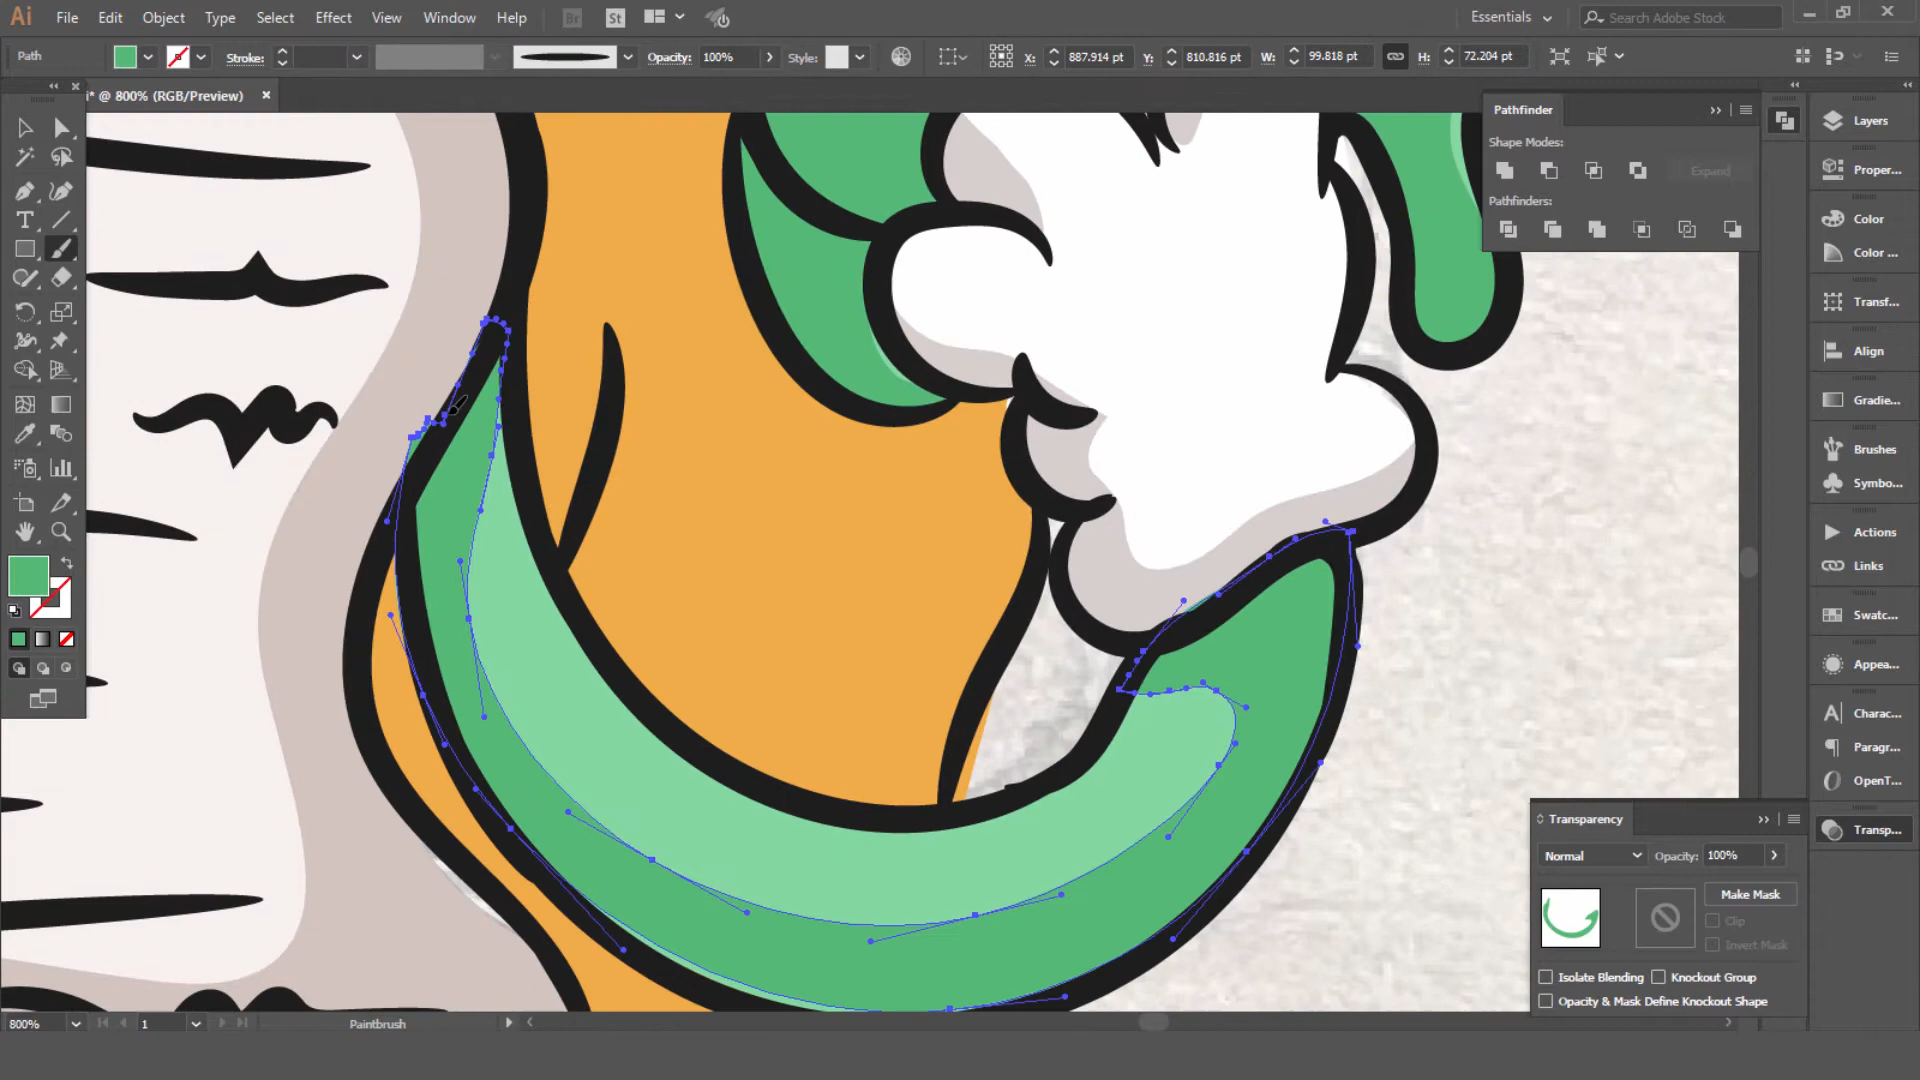 Ai File Edit Object Type Select Effect View Window Help Br St Essentials Search Adobe Stock
Path Stroke: Opacity: 100% Style: X: 887.914 pt Y: 810.816 pt W: 99.818 pt H: 72.204 pt
i* @ 800% (RGB/Preview)
Pathfinder
Shape Modes:
Expand
Pathfinders:
Layers
Proper...
Color
Color ...
Transf...
Align
Gradie...
Brushes
Symbo...
Actions
Links
Swatc...
Appea...
Charac...
Paragr...
OpenT...
Transp...
Transparency
Normal Opacity: 100%
Make Mask
Clip
Invert Mask
Isolate Blending Knockout Group
Opacity & Mask Define Knockout Shape
800% 1 Paintbrush